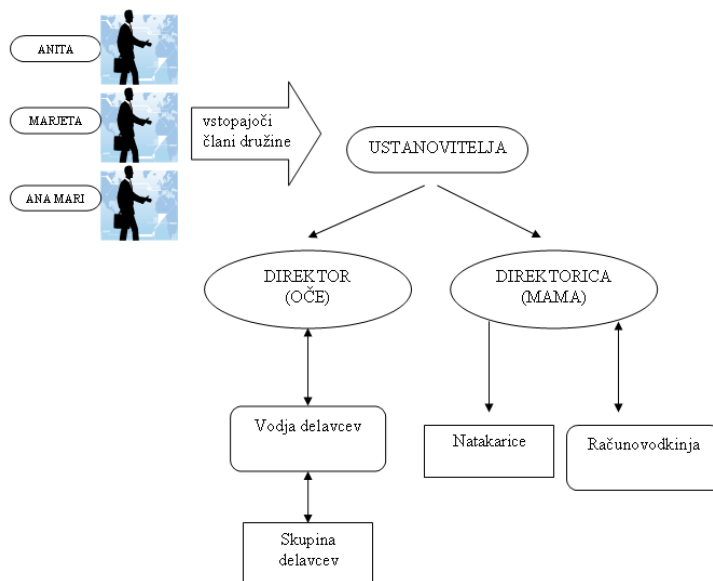 ANITA
MARJETA
ANA MARI
vstopajoči
člani družine
USTANOVITELJA
DIREKTOR
(OČE)
DIREKTORICA
(MAMA)
Vodja delavcev
Natakarice
Računovodkinja
Skupina
delavcev